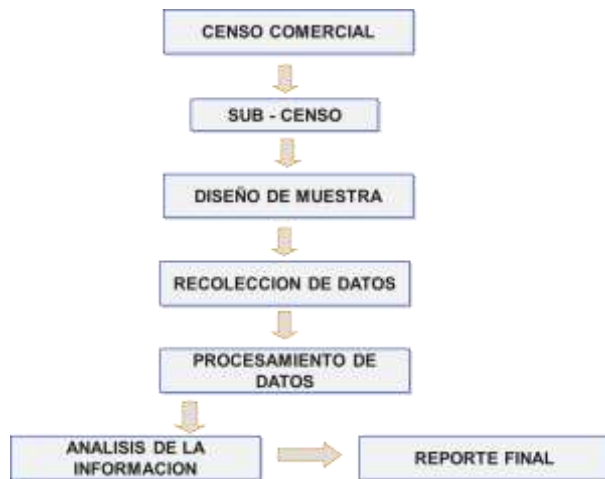 CENSO COMERCIAL
SUB - CENSO
DISEÑO DE MUESTRA
RECOLECCION DE DATOS
PROCESAMIENTO DE
DATOS
ANALISIS DE LA
INFORMACION
REPORTE FINAL